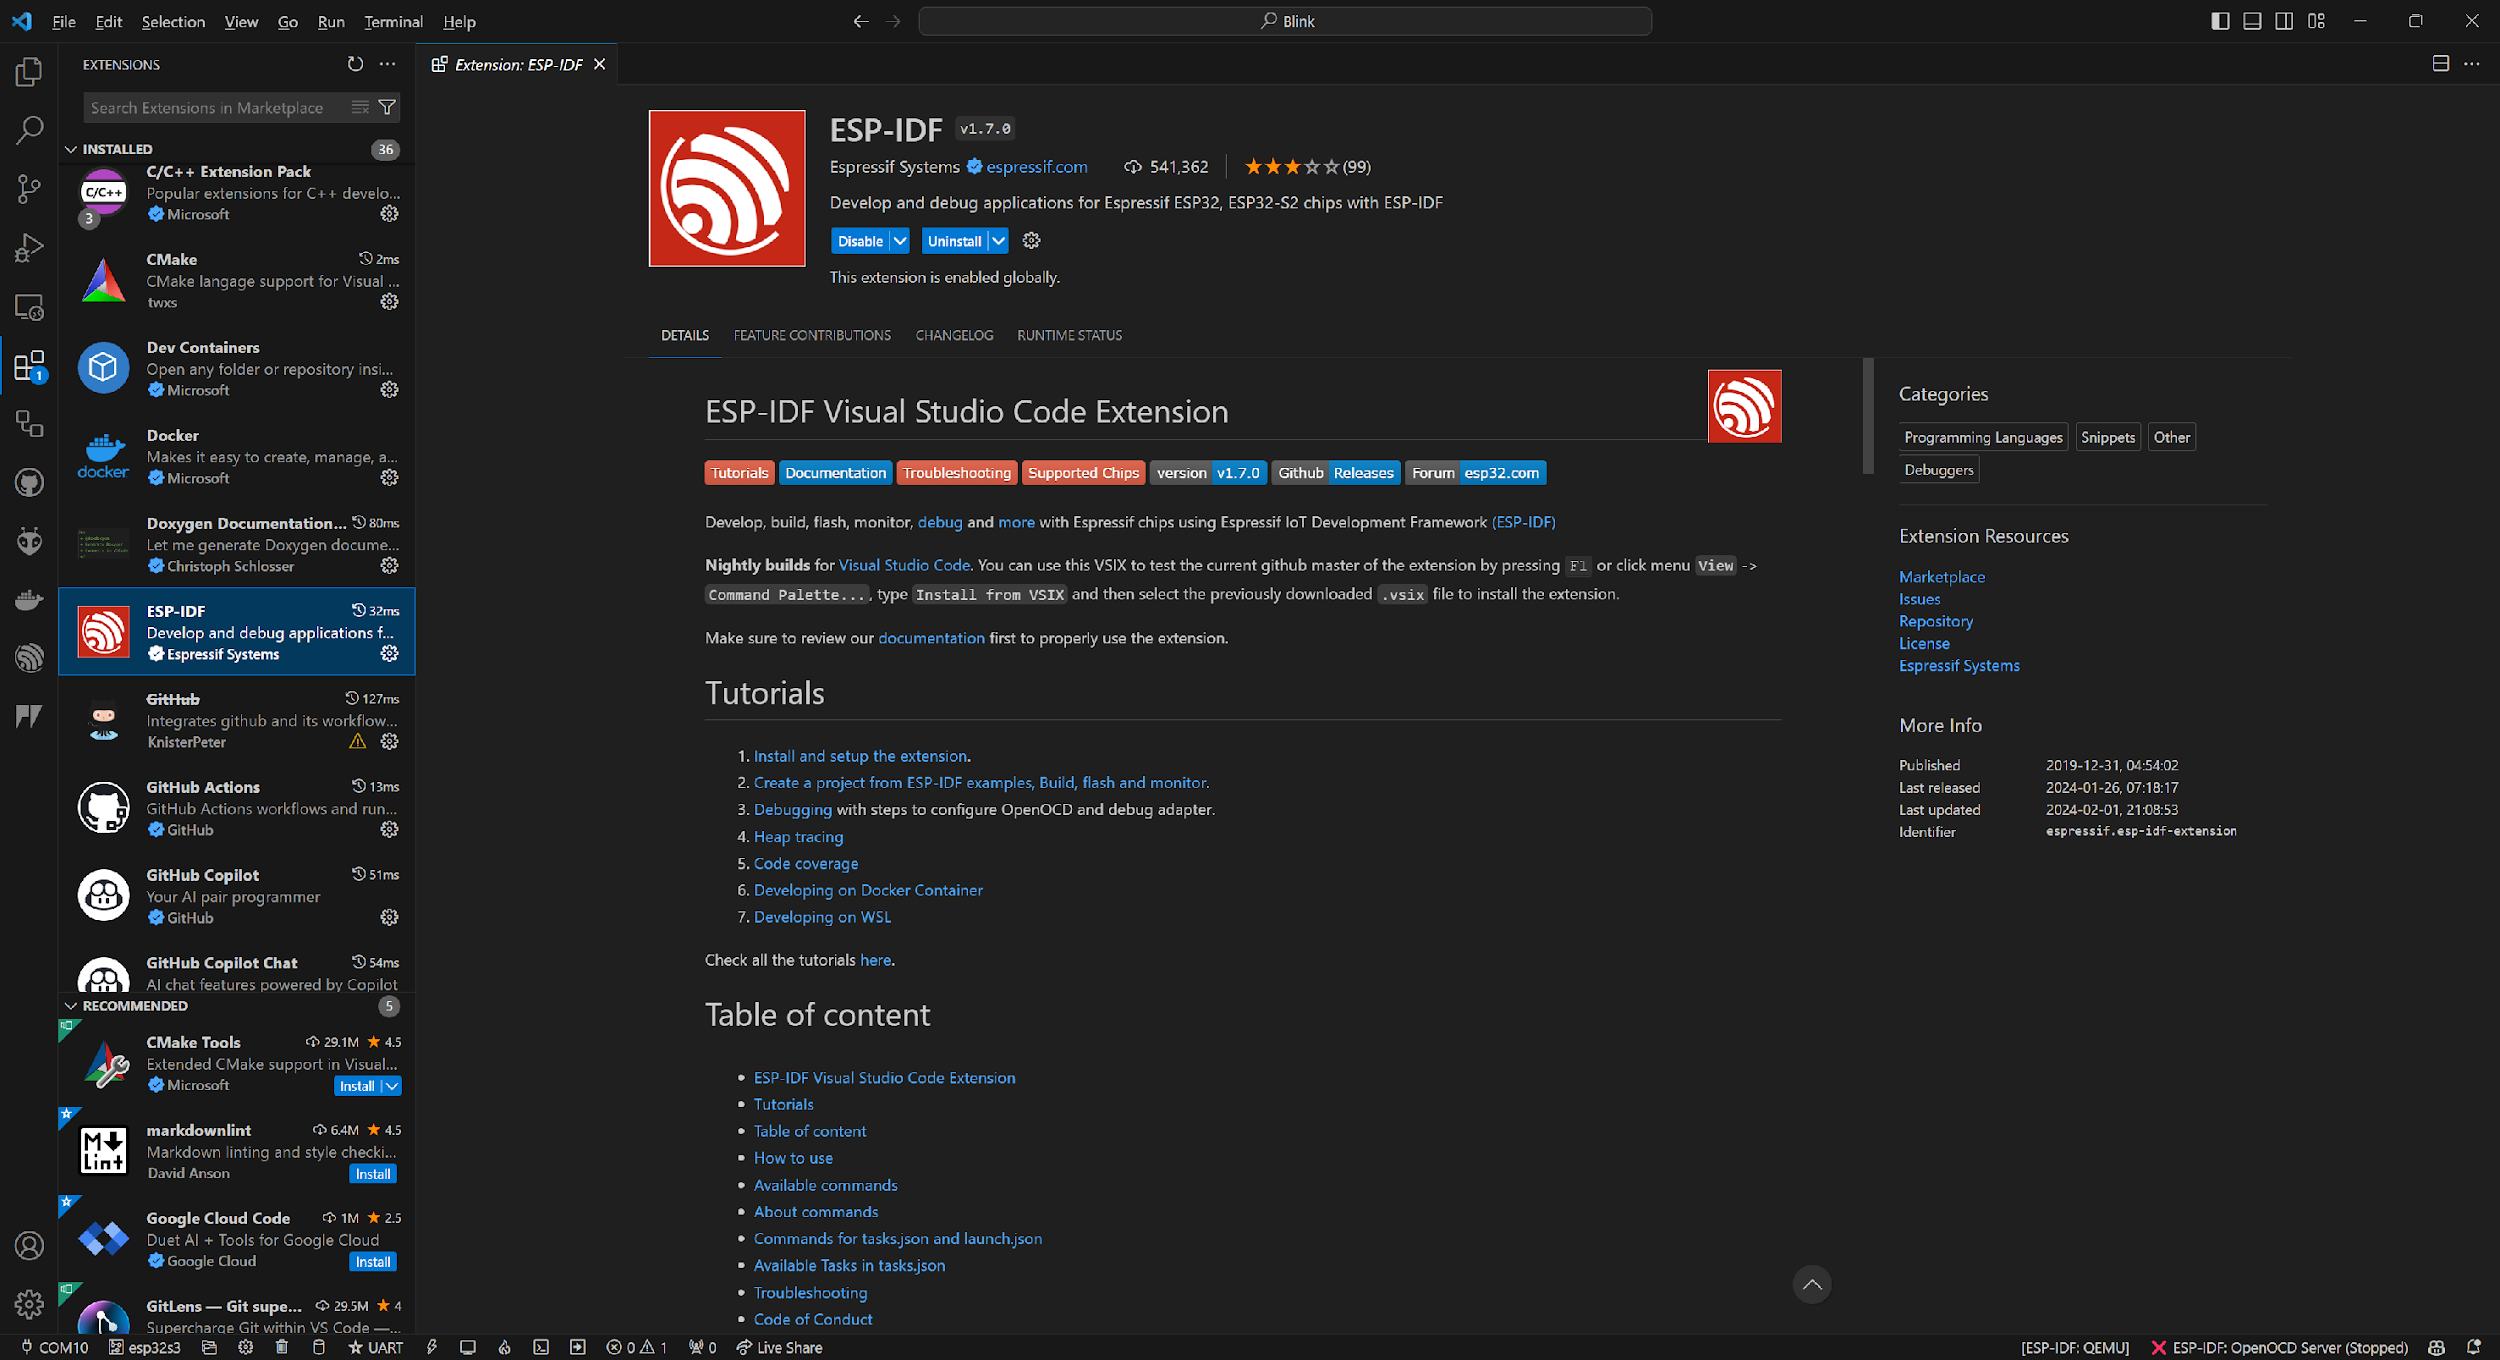 File Edit Selection View Go Run Terminal Help
Blink
EXTENSIONS
Search Extensions in Marketplace
INSTALLED 36
C/C++
3
C/C++ Extension Pack
Popular extensions for C++ develo...
Microsoft
CMake 2ms
CMake langage support for Visual ...
twxs
Dev Containers
Open any folder or repository insi...
Microsoft
docker
Docker
Makes it easy to create, manage, a...
Microsoft
Doxygen Documentation... 80ms
Let me generate Doxygen docume...
Christoph Schlosser
ESP-IDF 32ms
Develop and debug applications f...
Espressif Systems
GitHub 127ms
Integrates github and its workflow...
KnisterPeter
GitHub Actions 13ms
GitHub Actions workflows and run...
GitHub
GitHub Copilot 51ms
Your AI pair programmer
GitHub
GitHub Copilot Chat 54ms
AI chat features powered by Copilot
RECOMMENDED 5
CMake Tools 29.1M 4.5
Extended CMake support in Visual...
Microsoft Install
M Lint
markdownlint 6.4M 4.5
Markdown linting and style checki...
David Anson Install
Google Cloud Code 1M 2.5
Duet AI + Tools for Google Cloud
Google Cloud Install
GitLens — Git supe... 29.5M 4
Supercharge Git within VS Code —...
1
Extension: ESP-IDF
ESP-IDF v1.7.0
Espressif Systems espressif.com 541,362 (99)
Develop and debug applications for Espressif ESP32, ESP32-S2 chips with ESP-IDF
Disable Uninstall
This extension is enabled globally.
DETAILS FEATURE CONTRIBUTIONS CHANGELOG RUNTIME STATUS
ESP-IDF Visual Studio Code Extension
Tutorials Documentation Troubleshooting Supported Chips version v1.7.0 Github Releases Forum esp32.com
Develop, build, flash, monitor, debug and more with Espressif chips using Espressif IoT Development Framework (ESP-IDF)
Nightly builds for Visual Studio Code. You can use this VSIX to test the current github master of the extension by pressing F1 or click menu View ->
Command Palette..., type Install from VSIX and then select the previously downloaded .vsix file to install the extension.
Make sure to review our documentation first to properly use the extension.
Tutorials
1. Install and setup the extension.
2. Create a project from ESP-IDF examples, Build, flash and monitor.
3. Debugging with steps to configure OpenOCD and debug adapter.
4. Heap tracing
5. Code coverage
6. Developing on Docker Container
7. Developing on WSL
Check all the tutorials here.
Table of content
• ESP-IDF Visual Studio Code Extension
• Tutorials
• Table of content
• How to use
• Available commands
• About commands
• Commands for tasks.json and launch.json
• Available Tasks in tasks.json
• Troubleshooting
• Code of Conduct
Categories
Programming Languages Snippets Other
Debuggers
Extension Resources
Marketplace
Issues
Repository
License
Espressif Systems
More Info
Published 2019-12-31, 04:54:02
Last released 2024-01-26, 07:18:17
Last updated 2024-02-01, 21:08:53
Identifier espressif.esp-idf-extension
COM10 esp32s3 UART 0 1 0 Live Share [ESP-IDF: QEMU] ESP-IDF: OpenOCD Server (Stopped)